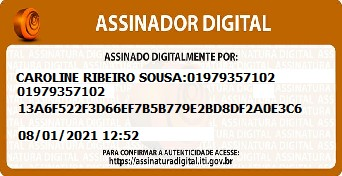 ASSINADOR DIGITAL
ASSINADO DIGITALMENTE POR:
CAROLINE RIBEIRO SOUSA:01979357102
01979357102
13A6F522F3D66EF7B5B779E2BD8DF2A0E3C6
08/01/2021 12:52
PARA CONFIRMAR A AUTENTICIDADE ACESSE:
https://assinaturadigital.iti.gov.br